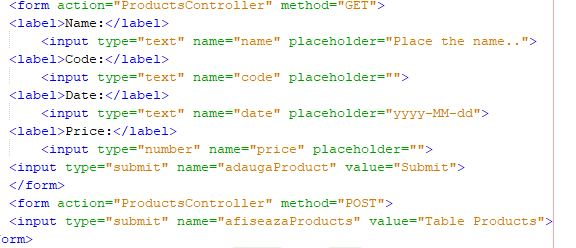 <form action="ProductsController" method="GET">
<label>Name:</label>
<input type="text" name="name" placeholder="Place the name..">
<label>Code:</label>
<input type="text" name="code" placeholder="">
<label>Date:</label>
<input type="text" name="date" placeholder="yyyy-MM-dd">
<label>Price:</label>
<input type="number" name="price" placeholder="">
<input type="submit" name="adaugaProduct" value="Submit">
</form>
<form action="ProductsController" method="POST">
<input type="submit" name="afiseazaProducts" value="Table Products">
orm>